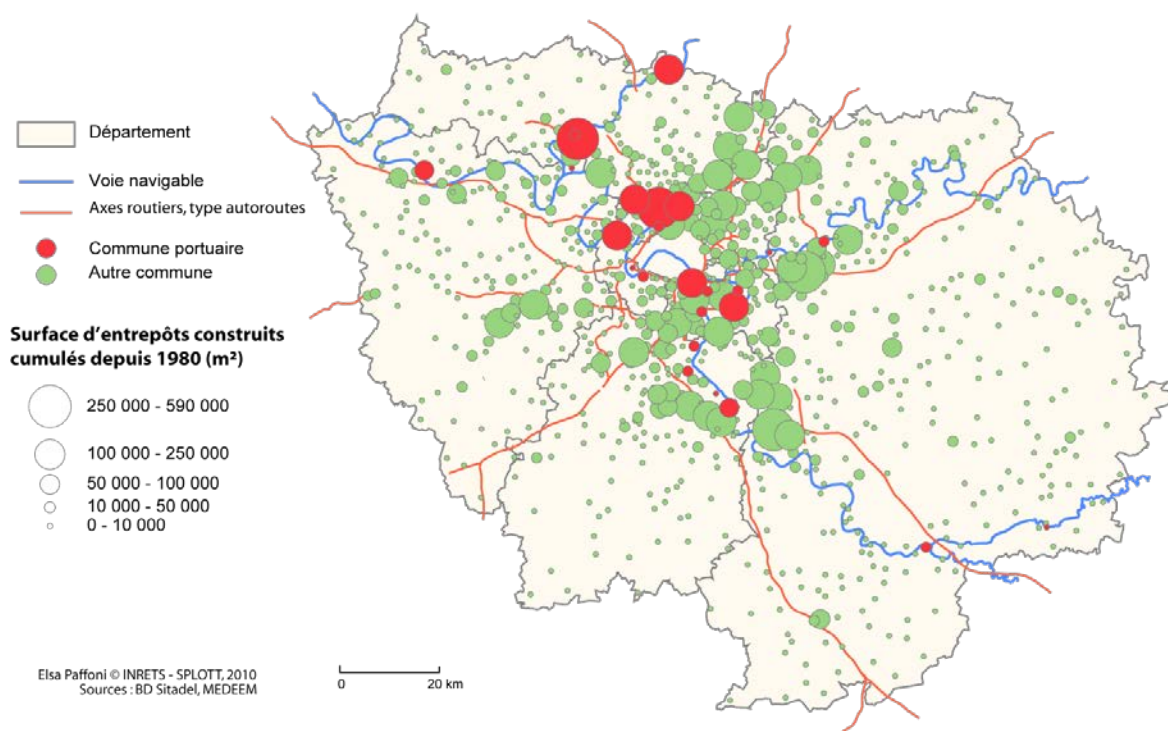 Département
Voie navigable
Axes routiers, type autoroutes
Commune portuaire
Autre commune
Surface d'entrepôts construits
cumulés depuis 1980 (m²)
250 000 - 590 000
100 000 - 250 000
50 000 - 100 000
10 000 - 50 000
0 - 10 000
Elsa Paffoni © INRETS - SPLOTT, 2010
Sources : BD Sitadel, MEDEEM
0 20 km